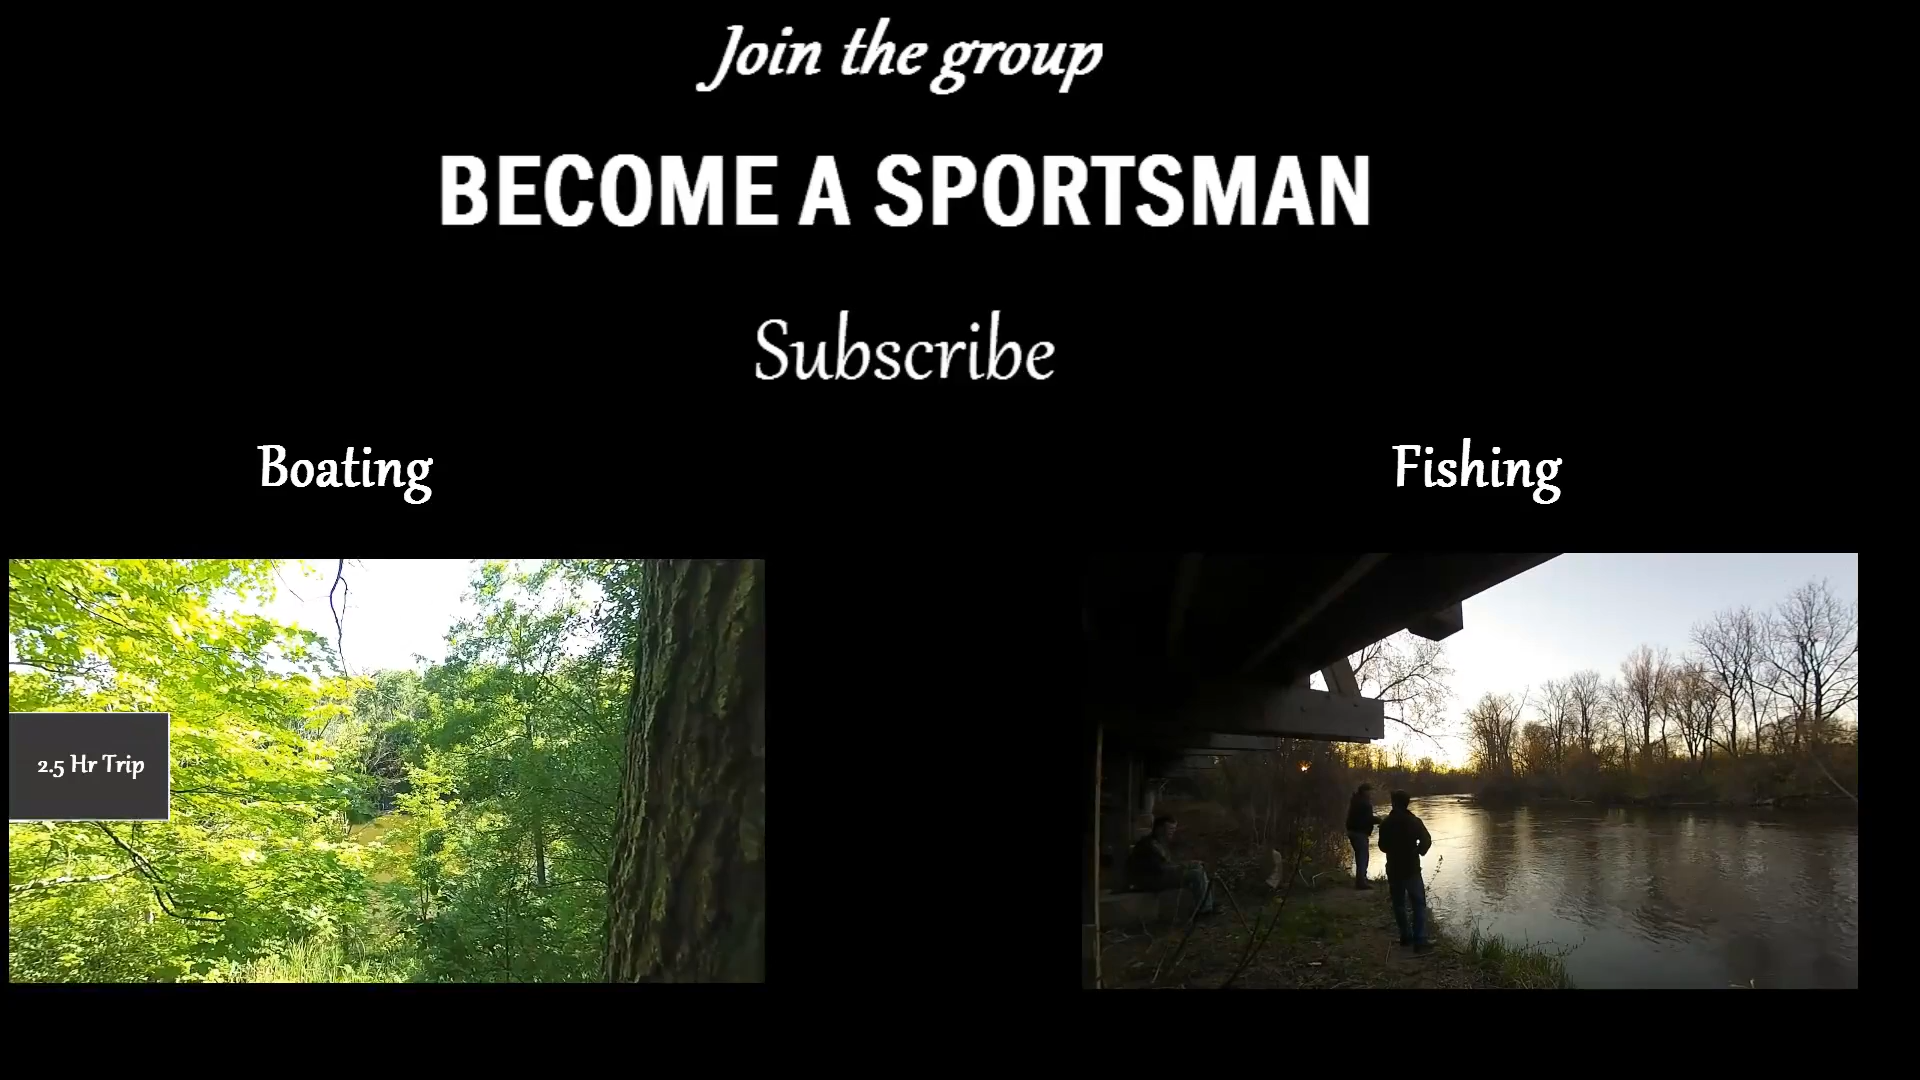 Join the group
BECOME A SPORTSMAN
Subscribe
Boating
Fishing
2.5 Hr Trip